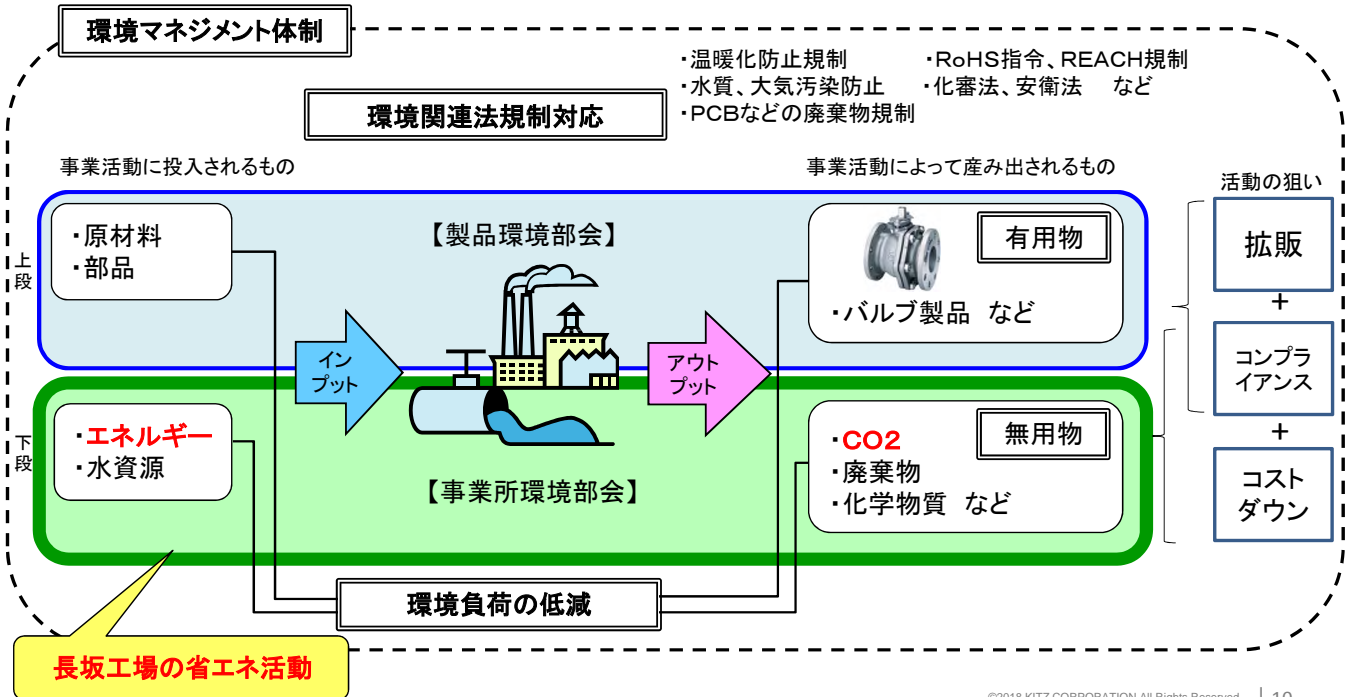 環境マネジメント体制
・温暖化防止規制
・RoHS指令、REACH規制
・水質、大気汚染防止
・化審法、安衛法 など
・PCBなどの廃棄物規制
環境関連法規制対応
事業活動に投入されるもの
事業活動によって産み出されるもの
活動の狙い
上
段
・原材料
・部品
【製品環境部会】
有用物
・バルブ製品 など
イン
プット
アウト
プット
拡販
+
コンプラ
イアンス
+
コスト
ダウン
下
段
・エネルギー
・水資源
【事業所環境部会】
無用物
・CO2
・廃棄物
・化学物質 など
環境負荷の低減
長坂工場の省エネ活動
©2018 KITZ CORPORATION All Rights Reserved
10